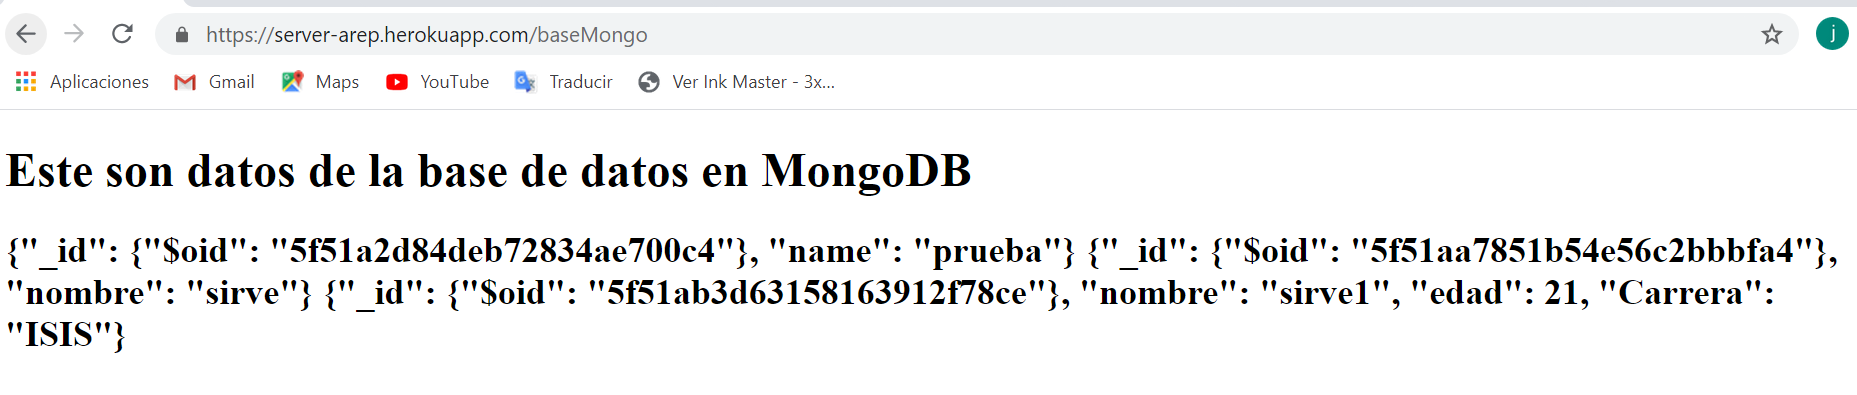 https://server-arep.herokuapp.com/baseMongo
j
Aplicaciones Gmail Maps YouTube Traducir Ver Ink Master - 3x...
Este son datos de la base de datos en MongoDB
{"_id": {"$oid": "5f51a2d84deb72834ae700c4"}, "name": "prueba"} {"_id": {"$oid": "5f51aa7851b54e56c2bbbfa4"},
"nombre": "sirve"} {"_id": {"$oid": "5f51ab3d63158163912f78ce"}, "nombre": "sirve1", "edad": 21, "Carrera":
"ISIS"}